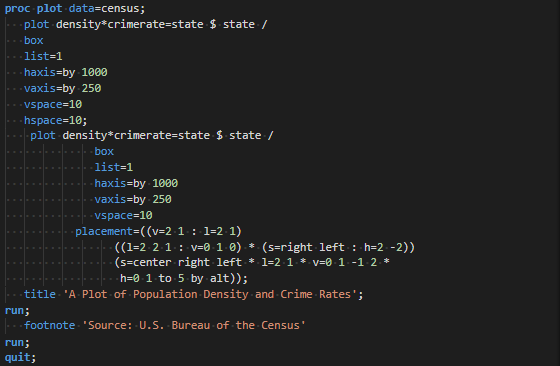 proc plot data=census;
plot density*crimerate=state $ state /
box
list=1
haxis=by 1000
vaxis=by 250
vspace=10
hspace=10;
plot density*crimerate=state $ state /
box
list=1
haxis=by 1000
vaxis=by 250
vspace=10
placement=((v=2 1 : l=2 1)
((l=2 2 1 : v=0 1 0) * (s=right left : h=2 -2))
(s=center right left * l=2 1 * v=0 1 -1 2 *
h=0 1 to 5 by alt));
title 'A Plot of Population Density and Crime Rates';
run;
footnote 'Source: U.S. Bureau of the Census'
run;
quit;